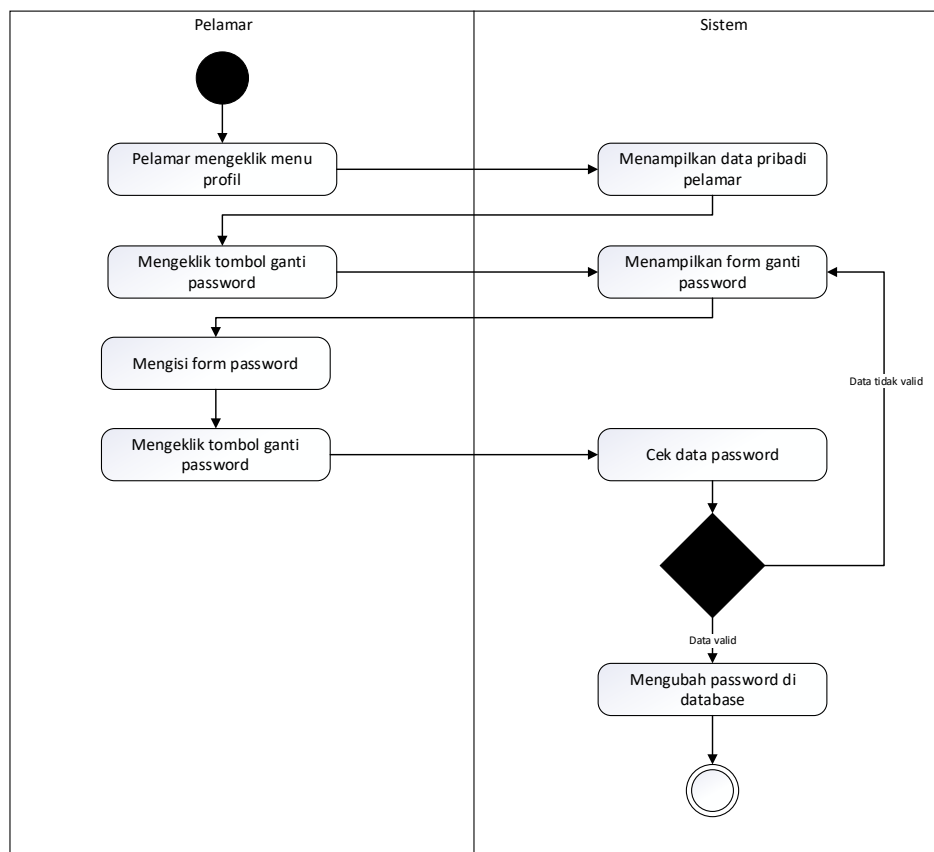 Pelamar
Sistem
Pelamar mengeklik menu
profil
Menampilkan data pribadi
pelamar
Mengeklik tombol ganti
password
Menampilkan form ganti
password
Mengisi form password
Data tidak valid
Mengeklik tombol ganti
password
Cek data password
Data valid
Mengubah password di
database